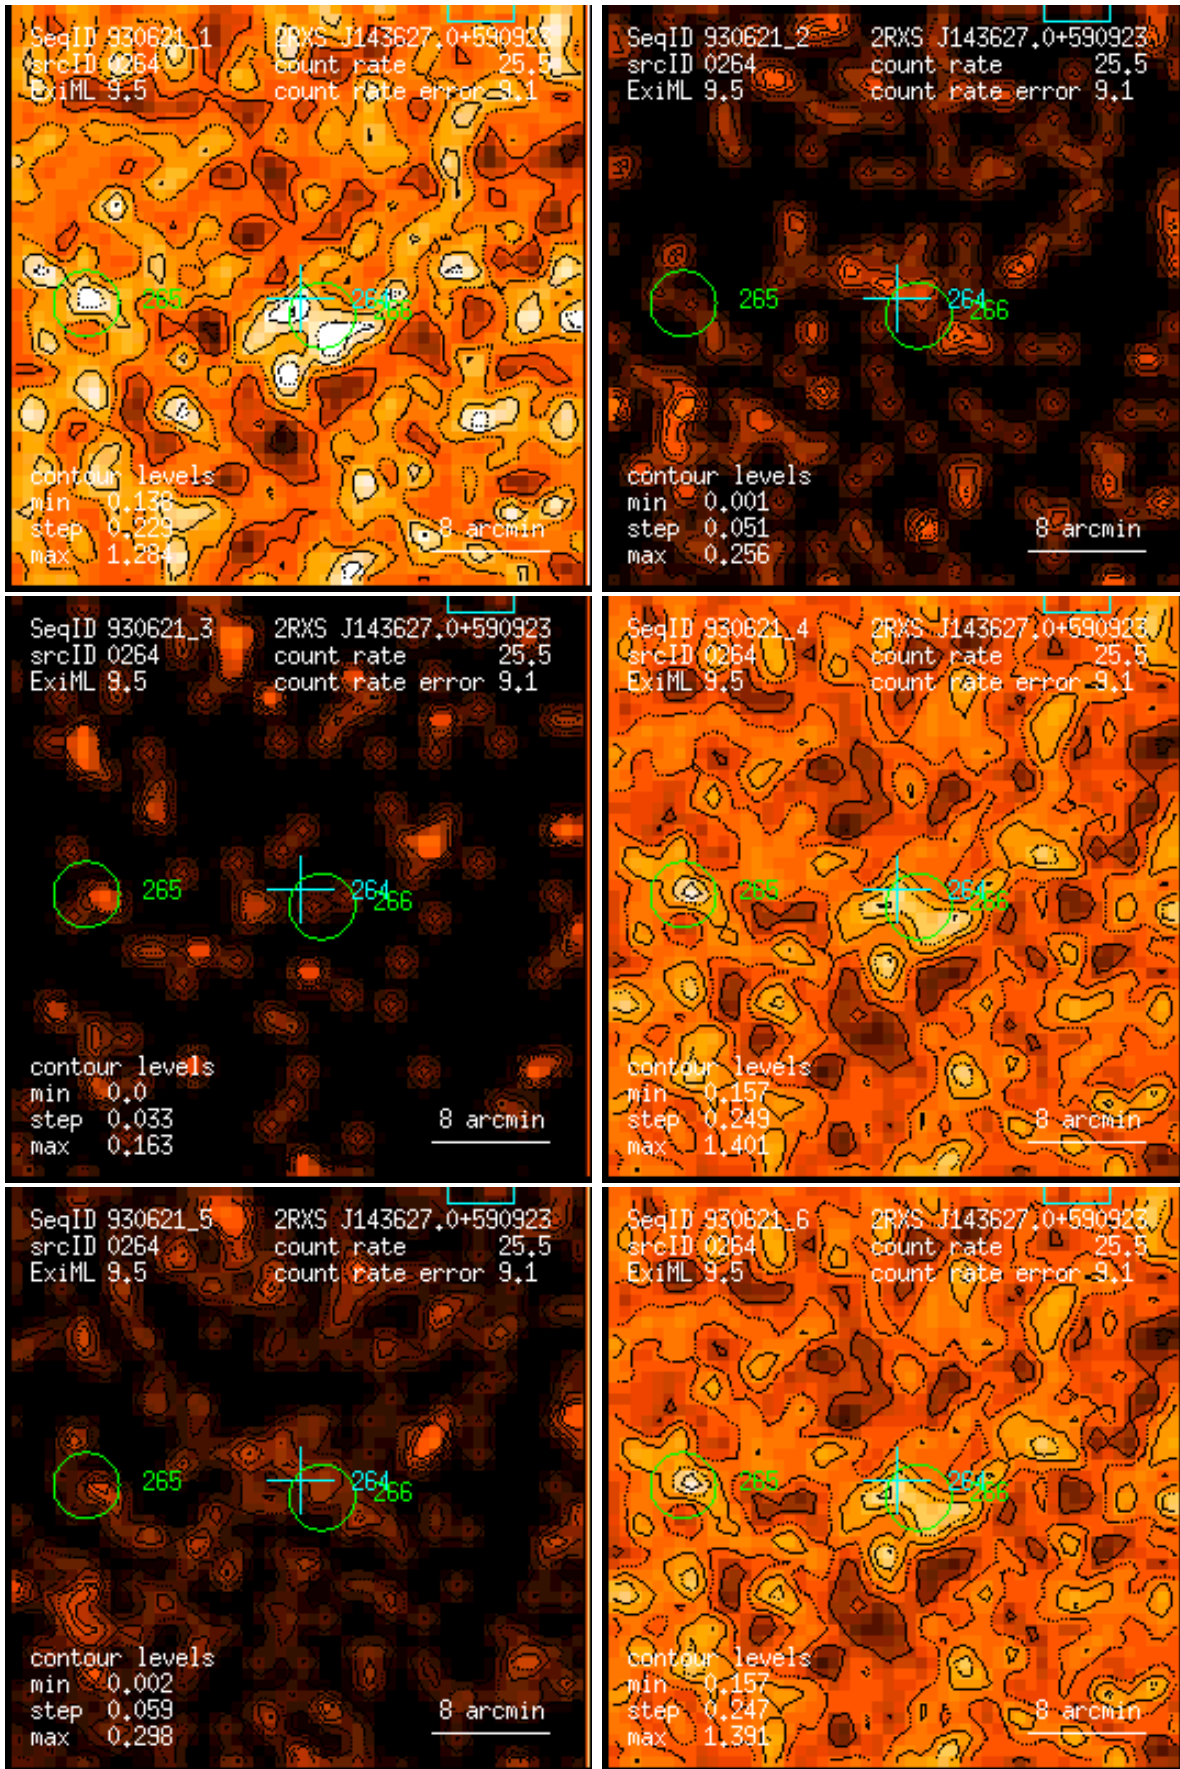 SeqID 930621_1 2RXS J143627.0+590923
srcID 0264 count rate 25.5
ExiML 9.5 count rate error 9.1
265 264 266
contour levels
min 0.138
step 0.229 8 arcmin
max 1.284
SeqID 930621_2 2RXS J143627.0+590923
srcID 0264 count rate 25.5
ExiML 9.5 count rate error 9.1
265 264 266
contour levels
min 0.001
step 0.051 8 arcmin
max 0.256
SeqID 930621_3 2RXS J143627.0+590923
srcID 0264 count rate 25.5
ExiML 9.5 count rate error 9.1
265 264 266
contour levels
min 0.0
step 0.033 8 arcmin
max 0.163
SeqID 930621_4 2RXS J143627.0+590923
srcID 0264 count rate 25.5
ExiML 9.5 count rate error 9.1
265 264 266
contour levels
min 0.157
step 0.249 8 arcmin
max 1.401
SeqID 930621_5 2RXS J143627.0+590923
srcID 0264 count rate 25.5
ExiML 9.5 count rate error 9.1
265 264 266
contour levels
min 0.002
step 0.059 8 arcmin
max 0.298
SeqID 930621_6 2RXS J143627.0+590923
srcID 0264 count rate 25.5
ExiML 9.5 count rate error 9.1
265 264 266
contour levels
min 0.157
step 0.247 8 arcmin
max 1.391